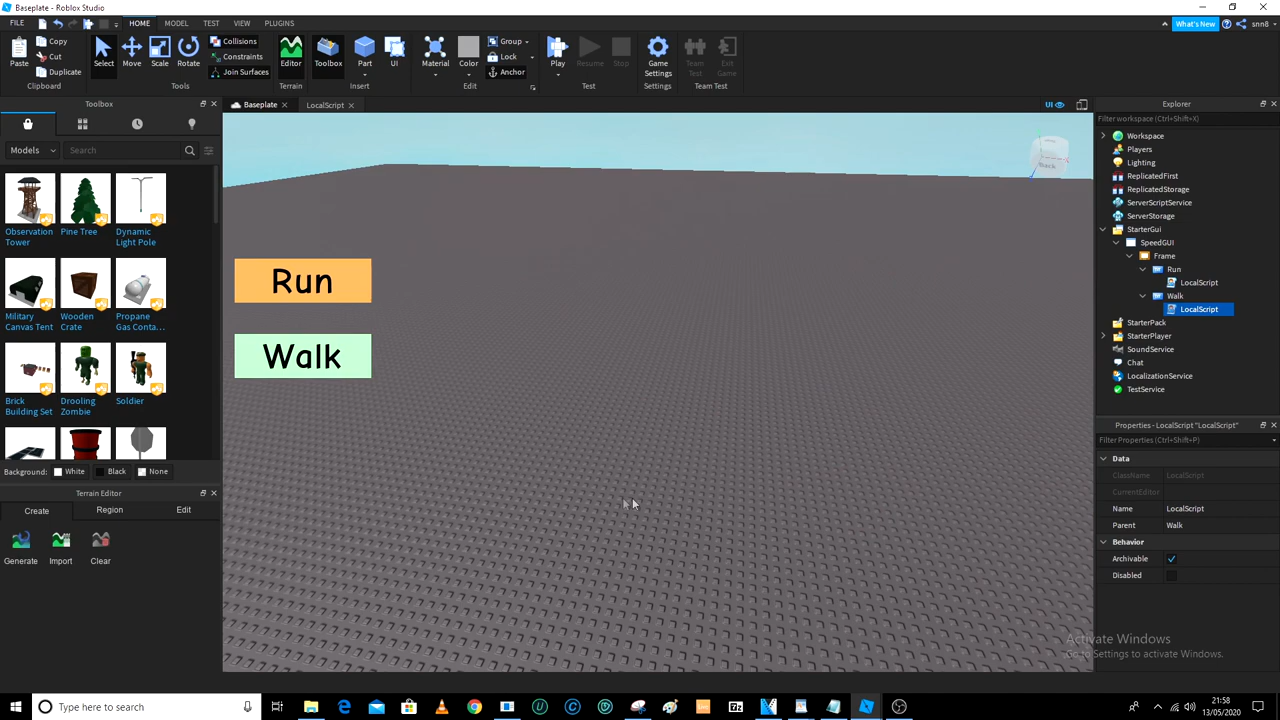 Baseplate - Roblox Studio
FILE HOME MODEL TEST VIEW PLUGINS What's New snn8
Paste Copy Cut Duplicate Select Move Scale Rotate Collisions Constraints Join Surfaces Editor Toolbox Part UI Material Color Group Lock Anchor Play Resume Stop Game Settings Team Test Exit Game
Clipboard Tools Terrain Insert Edit Test Settings Team Test
Toolbox
Baseplate LocalScript UI
Models Search
Observation Tower
Pine Tree
Dynamic Light Pole
Military Canvas Tent
Wooden Crate
Propane Gas Conta...
Brick Building Set
Drooling Zombie
Soldier
Background: White Black None
Terrain Editor
Create Region Edit
Generate Import Clear
Run
Walk
Explorer
Filter workspace (Ctrl+Shift+X)
Workspace
Players
Lighting
ReplicatedFirst
ReplicatedStorage
ServerScriptService
ServerStorage
StarterGui
SpeedGUI
Frame
Run
LocalScript
Walk
LocalScript
StarterPack
StarterPlayer
SoundService
Chat
LocalizationService
TestService
Properties - LocalScript "LocalScript"
Filter Properties (Ctrl+Shift+P)
Data
ClassName LocalScript
CurrentEditor
Name LocalScript
Parent Walk
Behavior
Archivable
Disabled
Activate Windows
Go to Settings to activate Windows.
Type here to search
21:58
13/05/2020